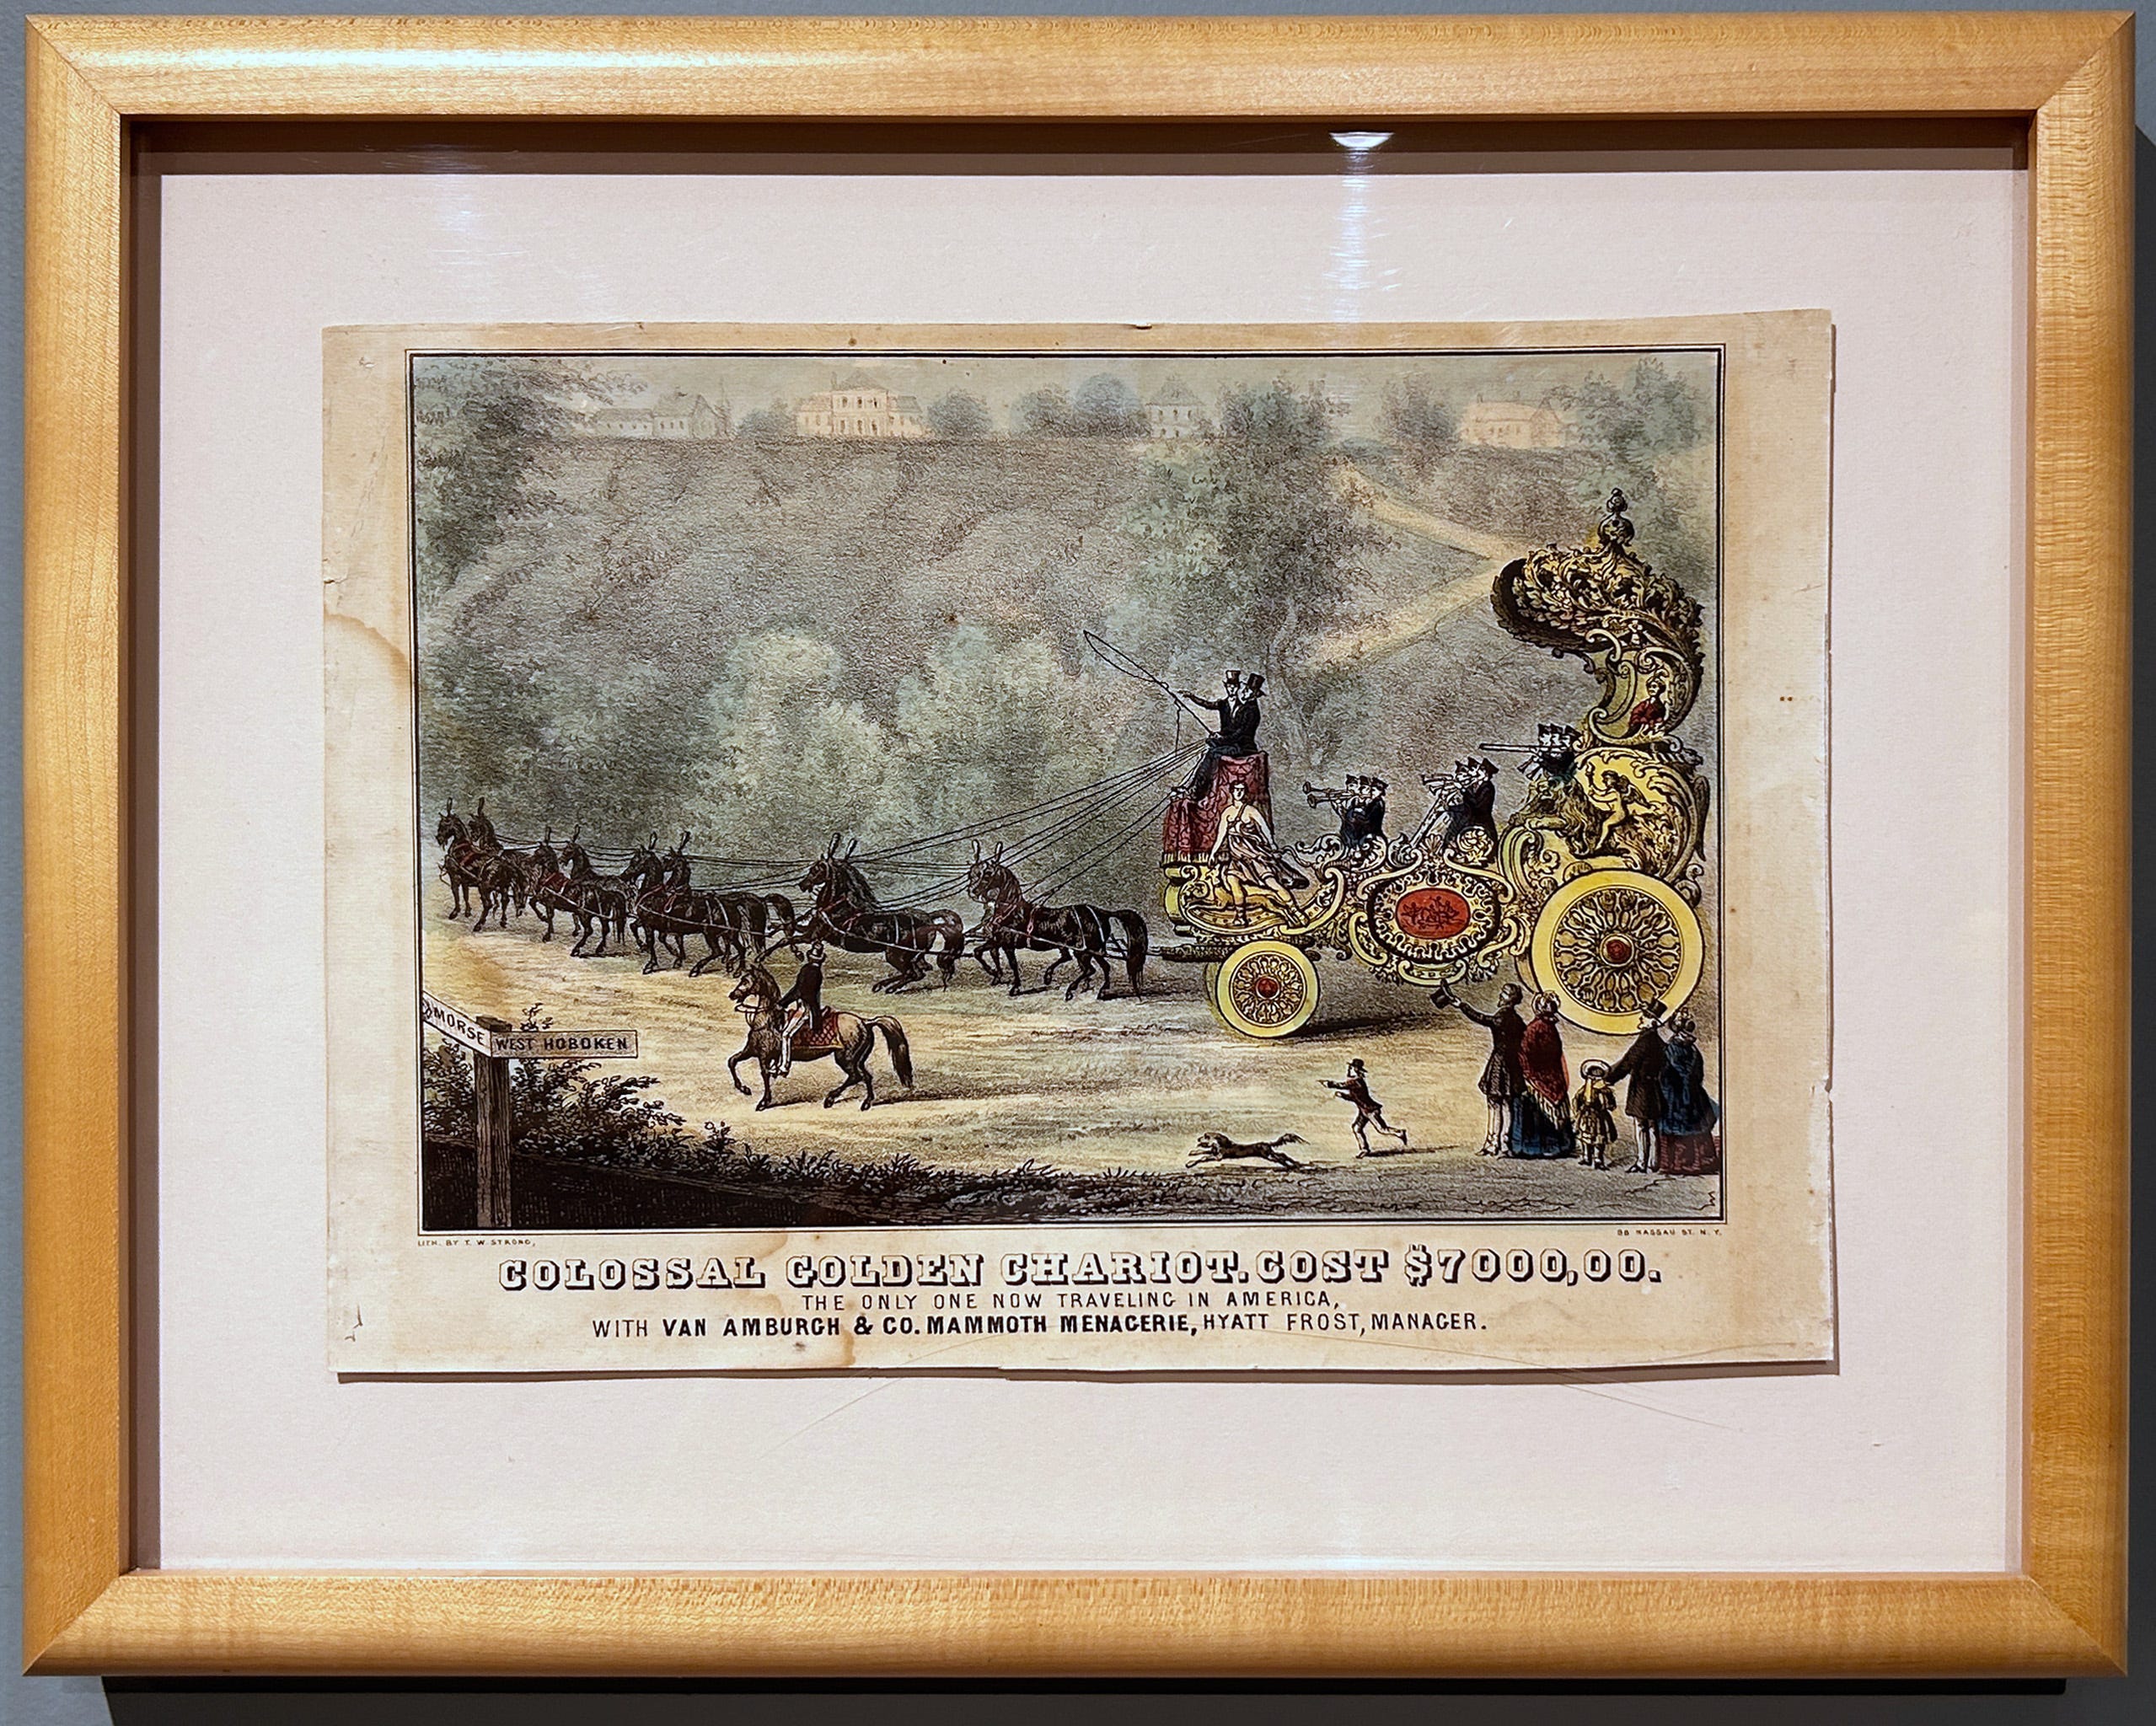 MORSE
WEST HOBOKEN
LITH. BY T. W. STRONG,
98 NASSAU ST. N. Y.
COLOSSAL GOLDEN CHARIOT. COST $7000,00.
THE ONLY ONE NOW TRAVELING IN AMERICA,
WITH VAN AMBURGH & CO. MAMMOTH MENAGERIE, HYATT FROST, MANAGER.